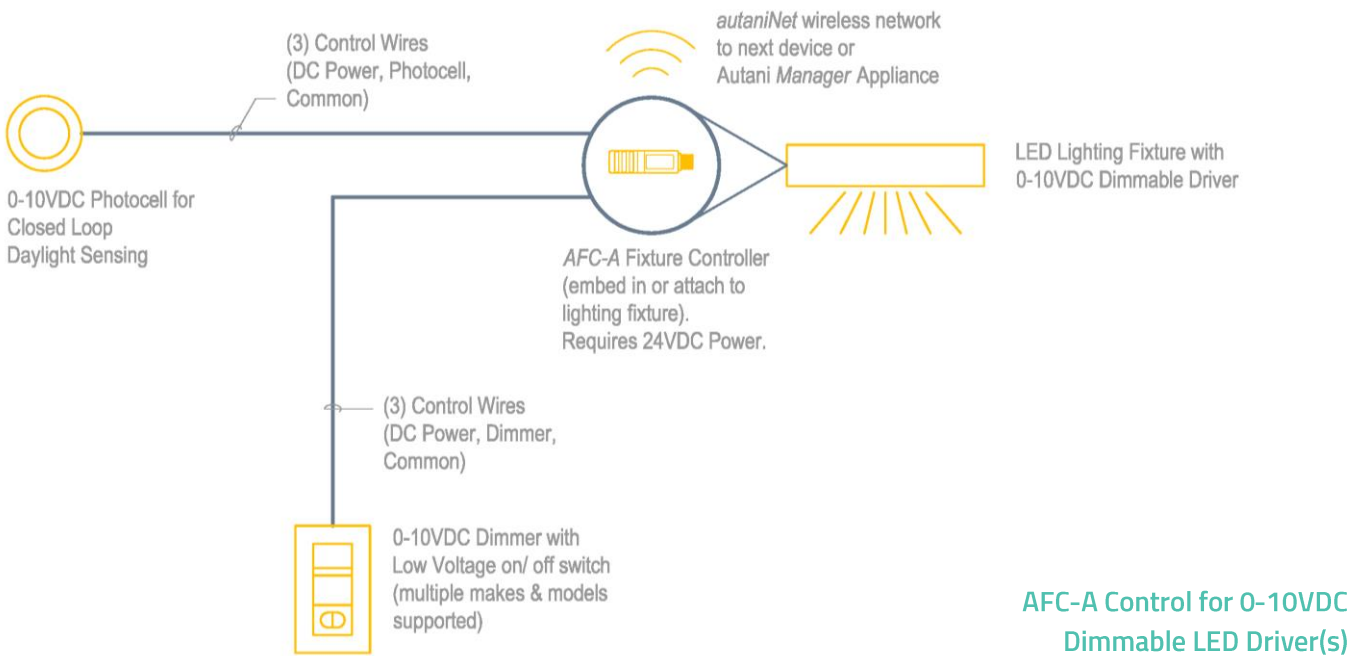 autaniNet wireless network
to next device or
Autani Manager Appliance
(3) Control Wires
(DC Power, Photocell,
Common)
LED Lighting Fixture with
0-10VDC Dimmable Driver
0-10VDC Photocell for
Closed Loop
Daylight Sensing
AFC-A Fixture Controller
(embed in or attach to
lighting fixture).
Requires 24VDC Power.
(3) Control Wires
(DC Power, Dimmer,
Common)
0-10VDC Dimmer with
Low Voltage on/ off switch
(multiple makes & models
supported)
AFC-A Control for 0-10VDC
Dimmable LED Driver(s)